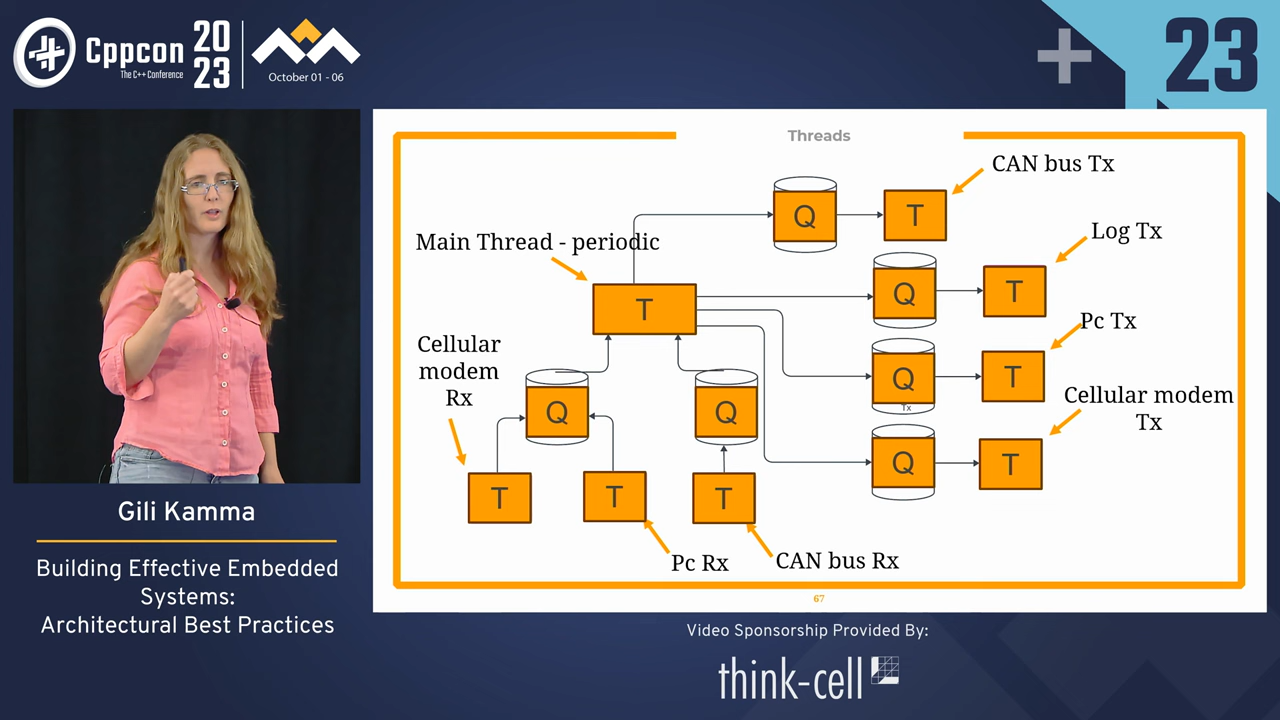 Cppcon
The C++ Conference
20
23
October 01 - 06
23
Threads
CAN bus Tx
Q
T
Main Thread - periodic
Log Tx
T
Q
T
Pc Tx
Cellular
modem
Rx
Q
Tx
T
Cellular modem
Tx
Q
Q
Q
T
T
T
T
Pc Rx
CAN bus Rx
67
Gili Kamma
Building Effective Embedded
Systems:
Architectural Best Practices
Video Sponsorship Provided By:
think-cell